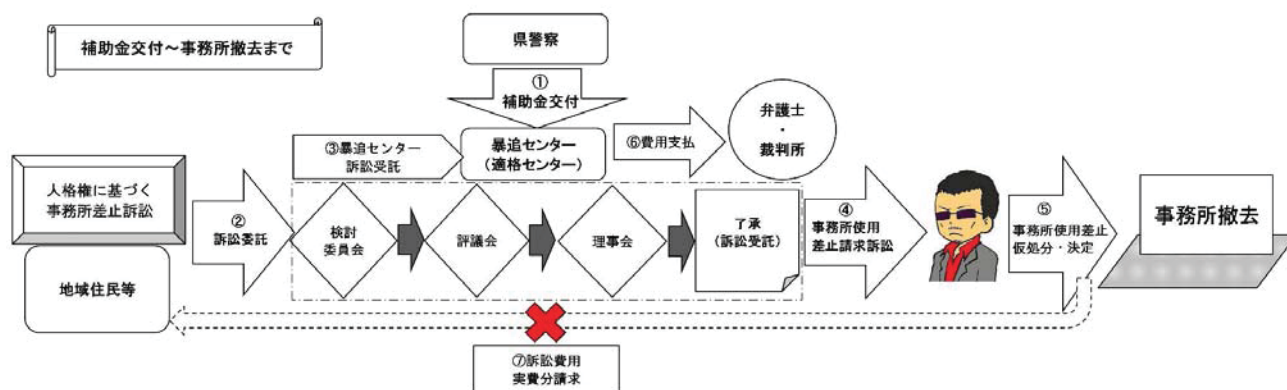 補助金交付～事務所撤去まで
県警察
①
補助金交付
暴追センター
(適格センター)
③暴追センター
訴訟受託
⑥費用支払
弁護士
・
裁判所
人格権に基づく
事務所差止訴訟
地域住民等
②
訴訟委託
検討
委員会
評議会
理事会
了承
(訴訟受託)
④
事務所使用
差止請求訴訟
⑤
事務所使用差止
仮処分・決定
事務所撤去
⑦訴訟費用
実費分請求